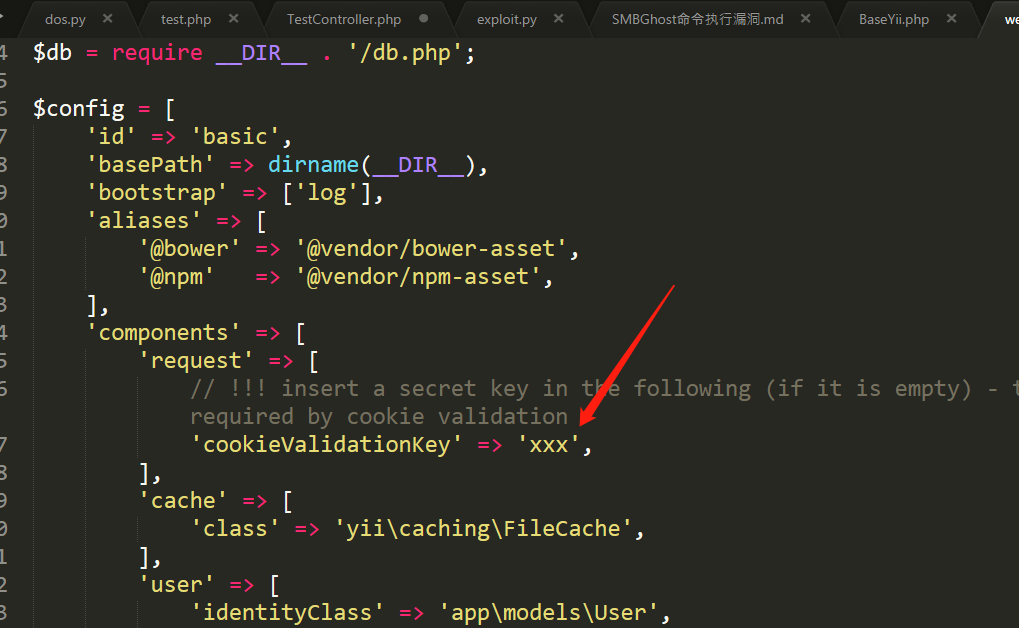 dos.py × test.php × TestController.php exploit.py × SMBGhost命令执行漏洞.md × BaseYii.php × we
4 $db = require __DIR__ . '/db.php';
5
6 $config = [
7 'id' => 'basic',
8 'basePath' => dirname(__DIR__),
9 'bootstrap' => ['log'],
0 'aliases' => [
1 '@bower' => '@vendor/bower-asset',
2 '@npm'   => '@vendor/npm-asset',
3 ],
4 'components' => [
5 'request' => [
6 // !!! insert a secret key in the following (if it is empty) - t
required by cookie validation
7 'cookieValidationKey' => 'xxx',
8 ],
9 'cache' => [
0 'class' => 'yii\caching\FileCache',
1 ],
2 'user' => [
3 'identityClass' => 'app\models\User',